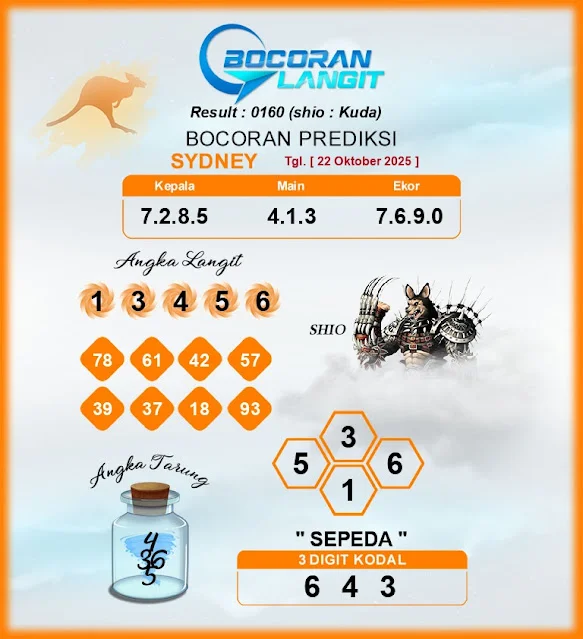 BOCORAN
LANGIT
Result : 0160 (shio : Kuda)
BOCORAN PREDIKSI
SYDNEY Tgl. [ 22 Oktober 2025 ]
Kepala Main Ekor
7.2.8.5 4.1.3 7.6.9.0
Angka Langit
1 3 4 5 6
SHIO
78 61 42 57
39 37 18 93
3
5 6
1
Angka Tarung
4
36
5
" SEPEDA "
3 DIGIT KODAL
6 4 3